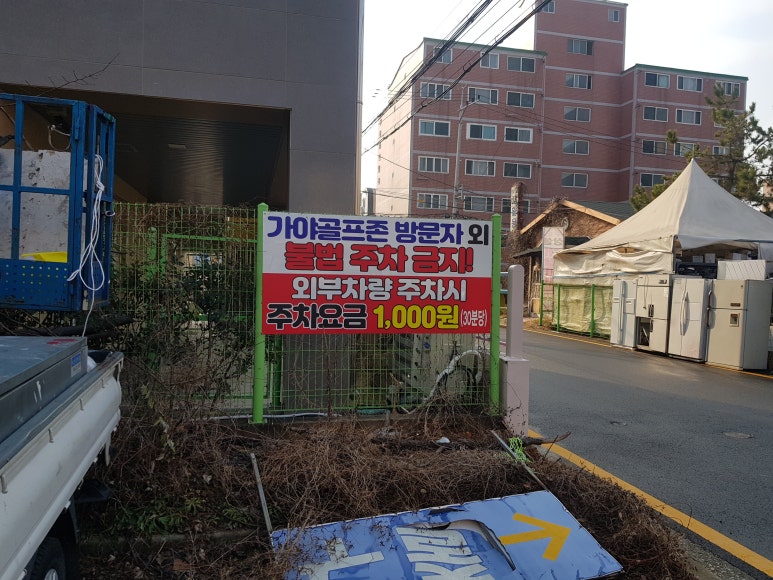 가야골프존 방문자 외
불법 주차 금지!
외부차량 주차시
주차요금 1,000원(30분당)